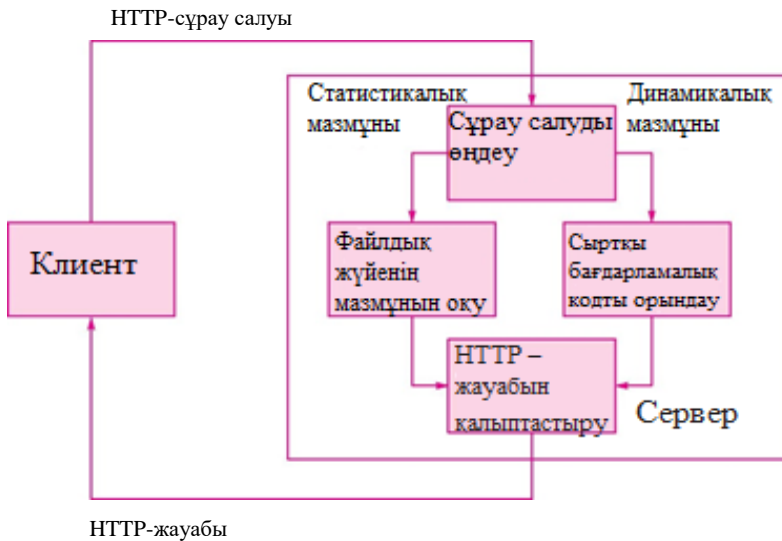 HTTP-сұрау салуы
Статистикалық
мазмұны
Динамикалық
мазмұны
Сұрау салуды
өңдеу
Клиент
Файлдық
жүйенің
мазмұнын оқу
Сыртқы
бағдарламалық
кодты орындау
HTTP –
жауабын
қалыптастыру
Сервер
HTTP-жауабы